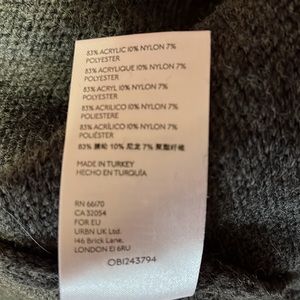 83% ACRYLIC 10% NYLON 7%
POLYESTER
83% ACRYLIQUE 10% NYLON 7%
POLYESTER
83% ACRYL 10% NYLON 7%
POLYESTER
83% ACRILICO 10% NYLON 7%
POLIESTERE
83% ACRÍLICO 10% NYLON 7%
POLIÉSTER
83% 腈纶 10% 尼龙 7% 聚酯纤维
MADE IN TURKEY
HECHO EN TURQUÍA
RN 66170
CA 32054
FOR EU
URBN UK Ltd.
146 Brick Lane,
LONDON E1 6RU
OB1243794